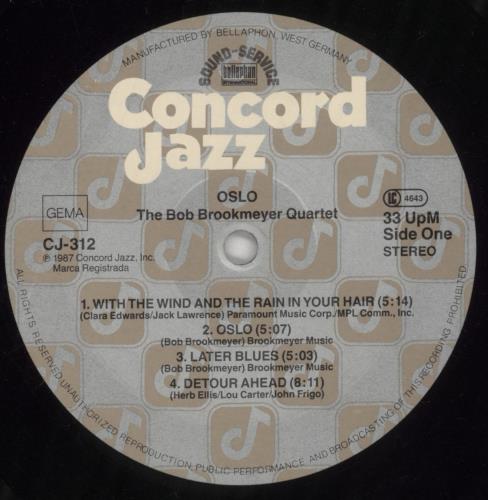 MANUFACTURED BY BELLAPHON, WEST GERMANY
SOUND-SERVICE
bellaphon
INTERNATIONAL
Concord
Jazz
OSLO
The Bob Brookmeyer Quartet
GEMA
LC 4643
CJ-312
33 UpM
℗ 1987 Concord Jazz, Inc.
Side One
Marca Registrada
STEREO
1. WITH THE WIND AND THE RAIN IN YOUR HAIR (5:14)
(Clara Edwards/Jack Lawrence) Paramount Music Corp./MPL Comm., Inc.
2. OSLO (5:07)
(Bob Brookmeyer) Brookmeyer Music
3. LATER BLUES (5:03)
(Bob Brookmeyer) Brookmeyer Music
4. DETOUR AHEAD (8:11)
(Herb Ellis/Lou Carter/John Frigo)
ALL RIGHTS RESERVED UNAUTHORIZED REPRODUCTION, PUBLIC PERFORMANCE AND BROADCASTING OF THIS RECORDING PROHIBITED